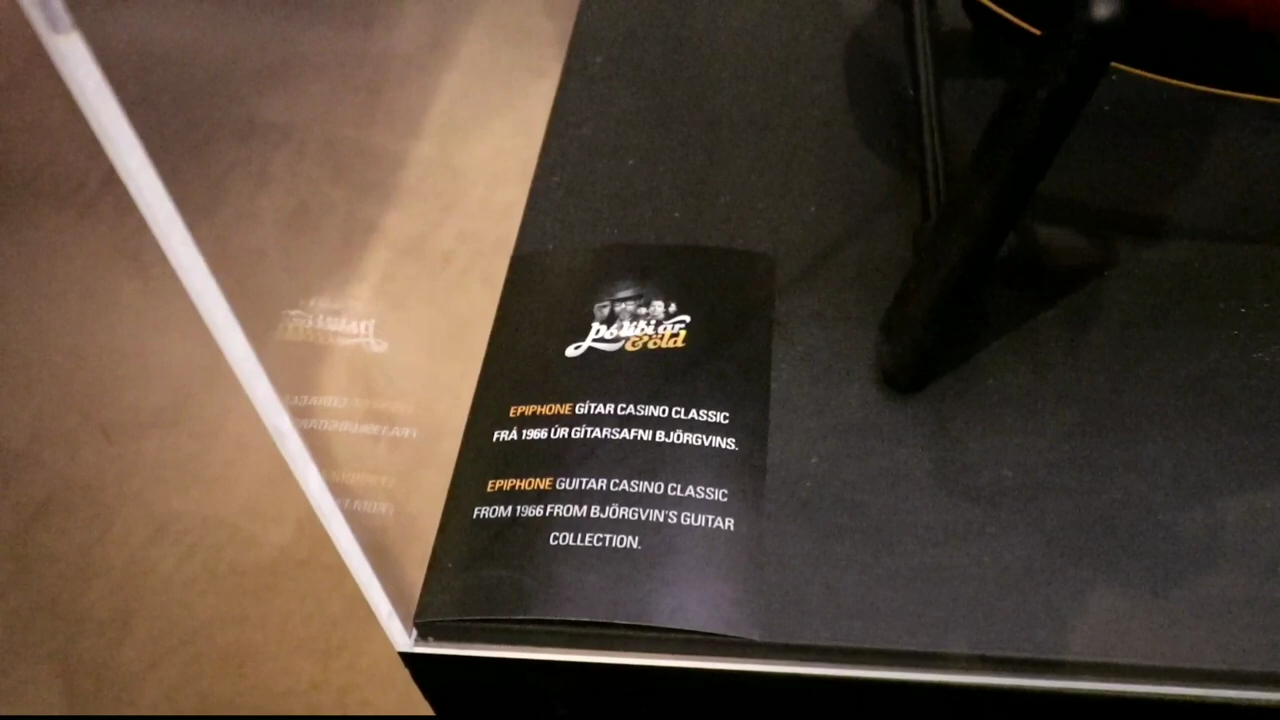 & öld
EPIPHONE GÍTAR CASINO CLASSIC
FRÁ 1966 ÚR GÍTARSAFNI BJÖRGVINS.
EPIPHONE GUITAR CASINO CLASSIC
FROM 1966 FROM BJÖRGVIN'S GUITAR
COLLECTION.